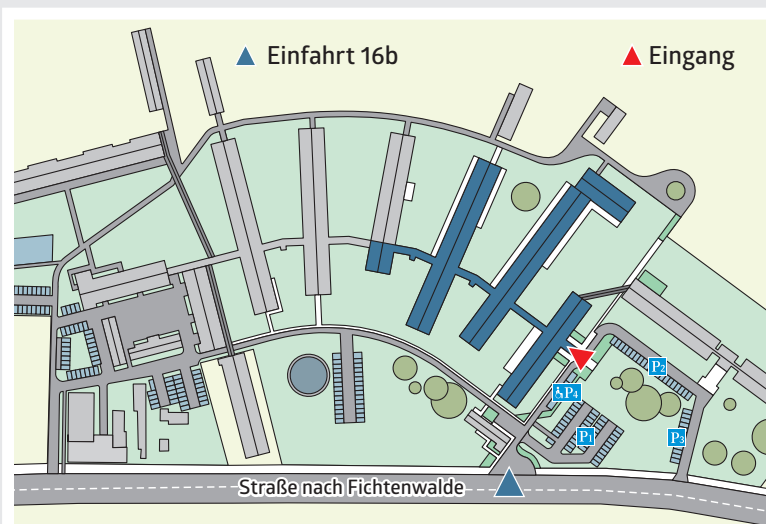 Einfahrt 16b
Eingang
P2
P4
P1
P3
Straße nach Fichtenwalde